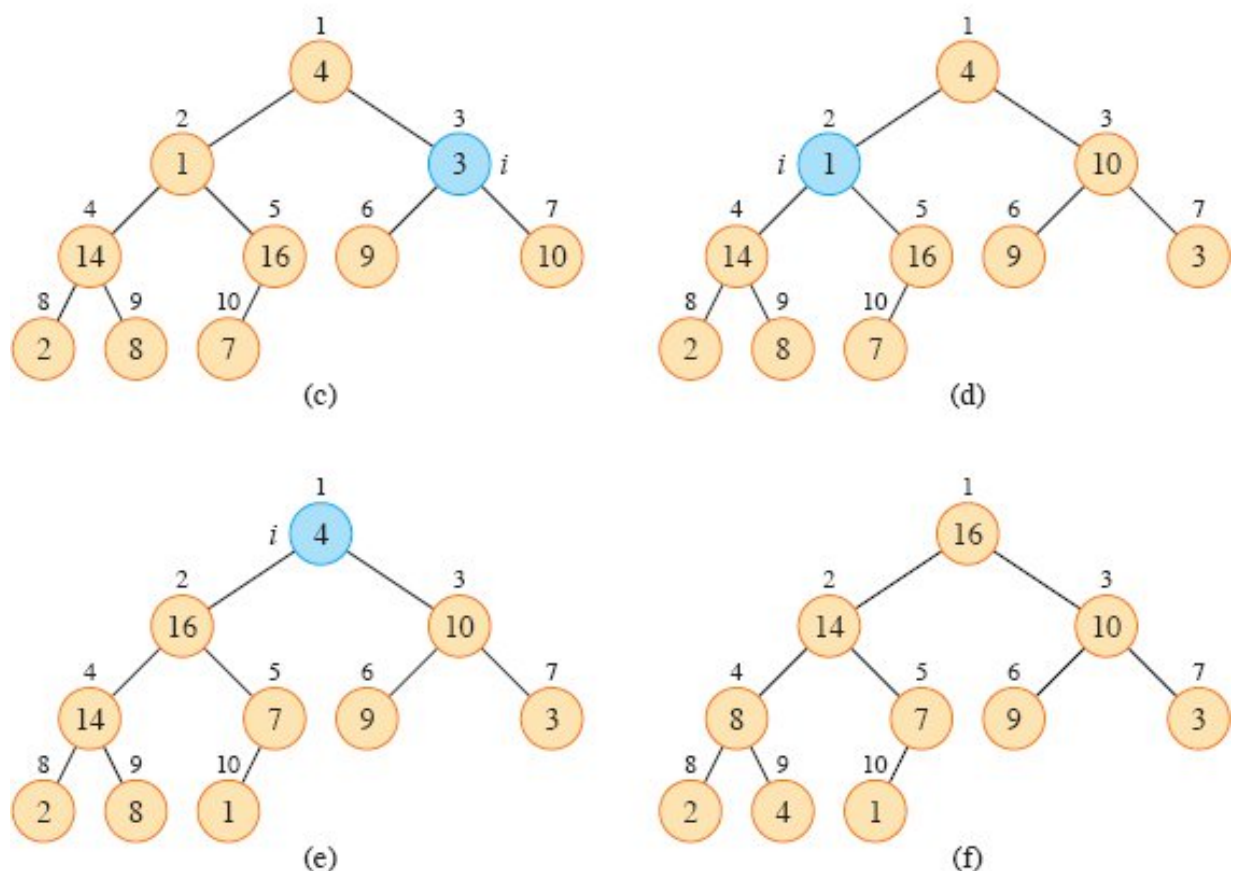 1 1
4 4
2 3 2 3
1 3 i i 1 10
4 5 6 7 4 5 6 7
14 16 9 10 14 16 9 3
8 9 10 8 9 10
2 8 7 2 8 7
(c) (d)
1 1
i 4 16
2 3 2 3
16 10 14 10
4 5 6 7 4 5 6 7
14 7 9 3 8 7 9 3
8 9 10 8 9 10
2 8 1 2 4 1
(e) (f)